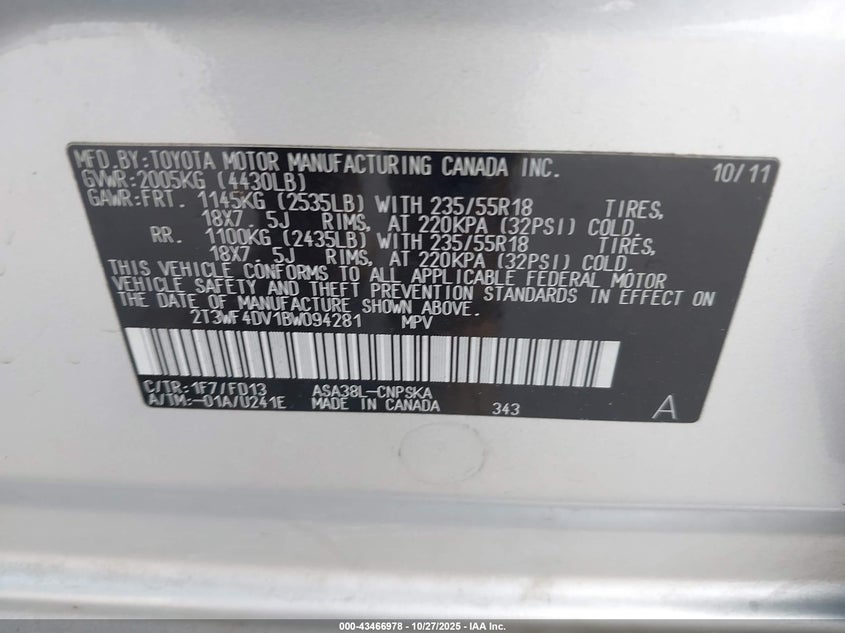 MFD.BY:TOYOTA MOTOR MANUFACTURING CANADA INC. 10/11
GVWR:2005KG (4430LB)
GAWR:FRT. 1145KG (2535LB) WITH 235/55R18 TIRES,
18X7. 5J RIMS, AT 220KPA (32PSI) COLD.
RR. 1100KG (2435LB) WITH 235/55R18 TIRES,
18X7. 5J RIMS, AT 220KPA (32PSI) COLD.
THIS VEHICLE CONFORMS TO ALL APPLICABLE FEDERAL MOTOR
VEHICLE SAFETY AND THEFT PREVENTION STANDARDS IN EFFECT ON
THE DATE OF MANUFACTURE SHOWN ABOVE.
2T3WF4DV1BW094281 MPV
C/TR:1F7/FD13 ASA38L-CNPSKA
A/TM:-01A/U241E MADE IN CANADA 343 A
000-43466978 - 10/27/2025 - IAA Inc.